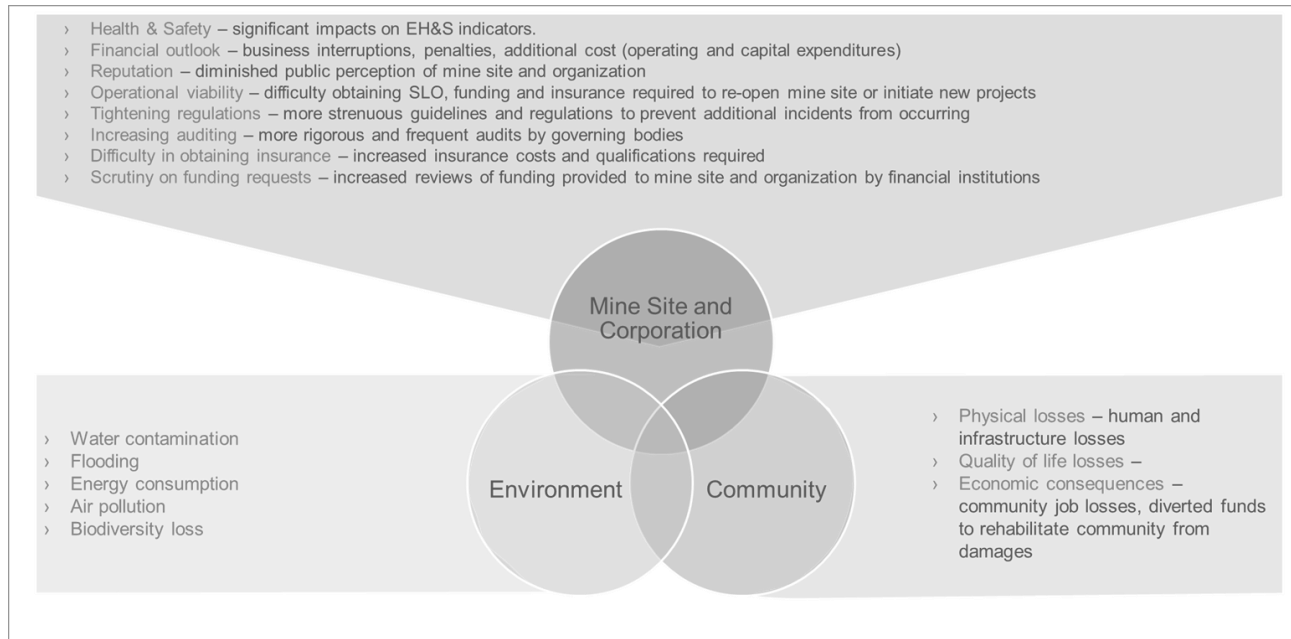 › Health & Safety – significant impacts on EH&S indicators.
› Financial outlook – business interruptions, penalties, additional cost (operating and capital expenditures)
› Reputation – diminished public perception of mine site and organization
› Operational viability – difficulty obtaining SLO, funding and insurance required to re-open mine site or initiate new projects
› Tightening regulations – more strenuous guidelines and regulations to prevent additional incidents from occurring
› Increasing auditing – more rigorous and frequent audits by governing bodies
› Difficulty in obtaining insurance – increased insurance costs and qualifications required
› Scrutiny on funding requests – increased reviews of funding provided to mine site and organization by financial institutions
Mine Site and
Corporation
› Water contamination
› Flooding
› Energy consumption
› Air pollution
› Biodiversity loss
Environment
Community
› Physical losses – human and
infrastructure losses
› Quality of life losses –
› Economic consequences –
community job losses, diverted funds
to rehabilitate community from
damages